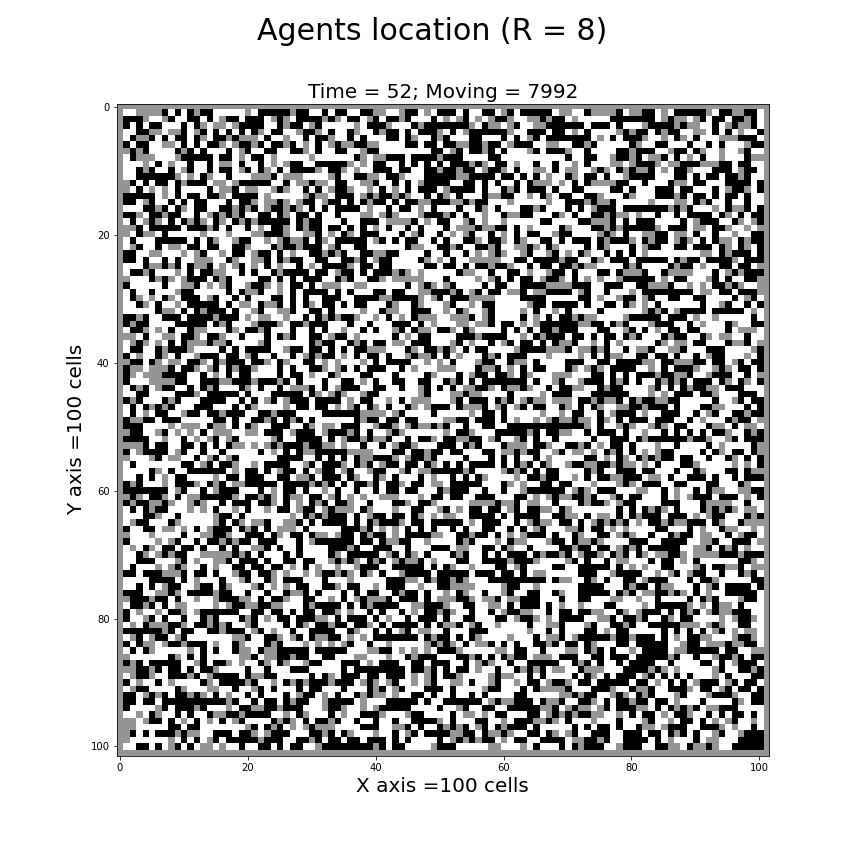 Agents location (R = 8)
Time = 52; Moving = 7992
0
20
40
60
80
100
Y axis =100 cells
0 20 40 60 80 100
X axis =100 cells